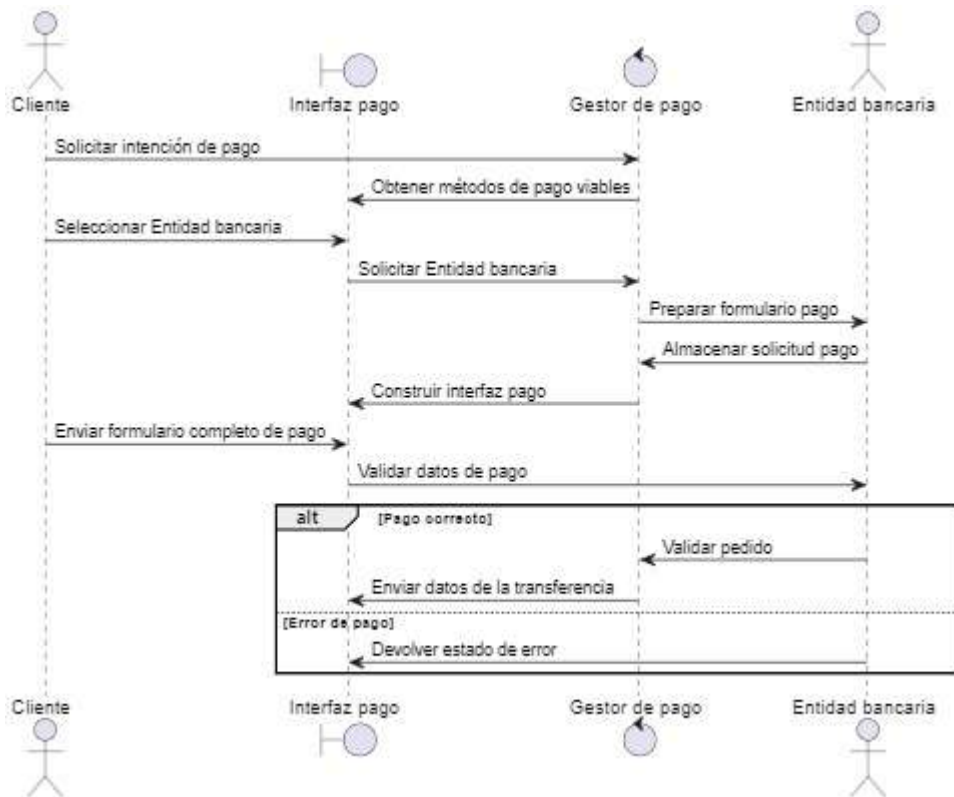 Cliente
Interfaz pago
Gestor de pago
Entidad bancaria
Solicitar intención de pago
Obtener métodos de pago viables
Seleccionar Entidad bancaria
Solicitar Entidad bancaria
Preparar formulario pago
Almacenar solicitud pago
Construir interfaz pago
Enviar formulario completo de pago
Validar datos de pago
alt [Pago correcto]
Validar pedido
Enviar datos de la transferencia
[Error de pago]
Devolver estado de error
Cliente
Interfaz pago
Gestor de pago
Entidad bancaria